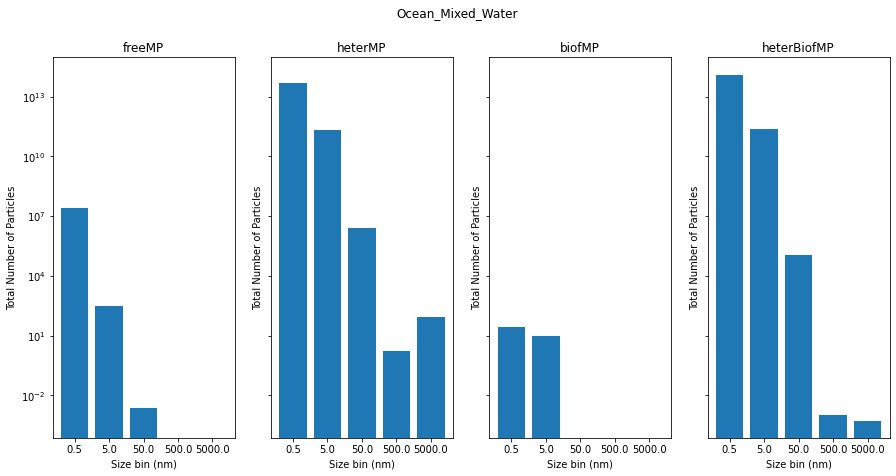 Ocean_Mixed_Water
freeMP
heterMP
biofMP
heterBiofMP
Total Number of Particles
10^13
10^10
10^7
10^4
10^1
10^−2
0.5 5.0 50.0 500.0 5000.0
Size bin (nm)
Total Number of Particles
0.5 5.0 50.0 500.0 5000.0
Size bin (nm)
Total Number of Particles
0.5 5.0 50.0 500.0 5000.0
Size bin (nm)
Total Number of Particles
0.5 5.0 50.0 500.0 5000.0
Size bin (nm)